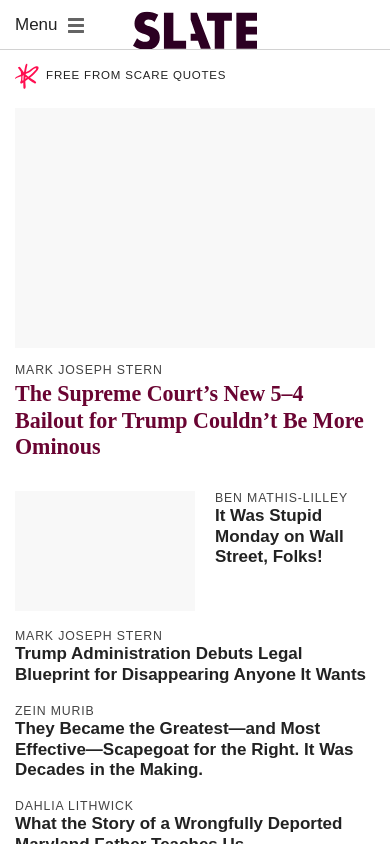 Menu
SLATE
FREE FROM SCARE QUOTES
MARK JOSEPH STERN
The Supreme Court’s New 5–4
Bailout for Trump Couldn’t Be More
Ominous
BEN MATHIS-LILLEY
It Was Stupid
Monday on Wall
Street, Folks!
MARK JOSEPH STERN
Trump Administration Debuts Legal
Blueprint for Disappearing Anyone It Wants
ZEIN MURIB
They Became the Greatest—and Most
Effective—Scapegoat for the Right. It Was
Decades in the Making.
DAHLIA LITHWICK
What the Story of a Wrongfully Deported
Maryland Father Teaches Us